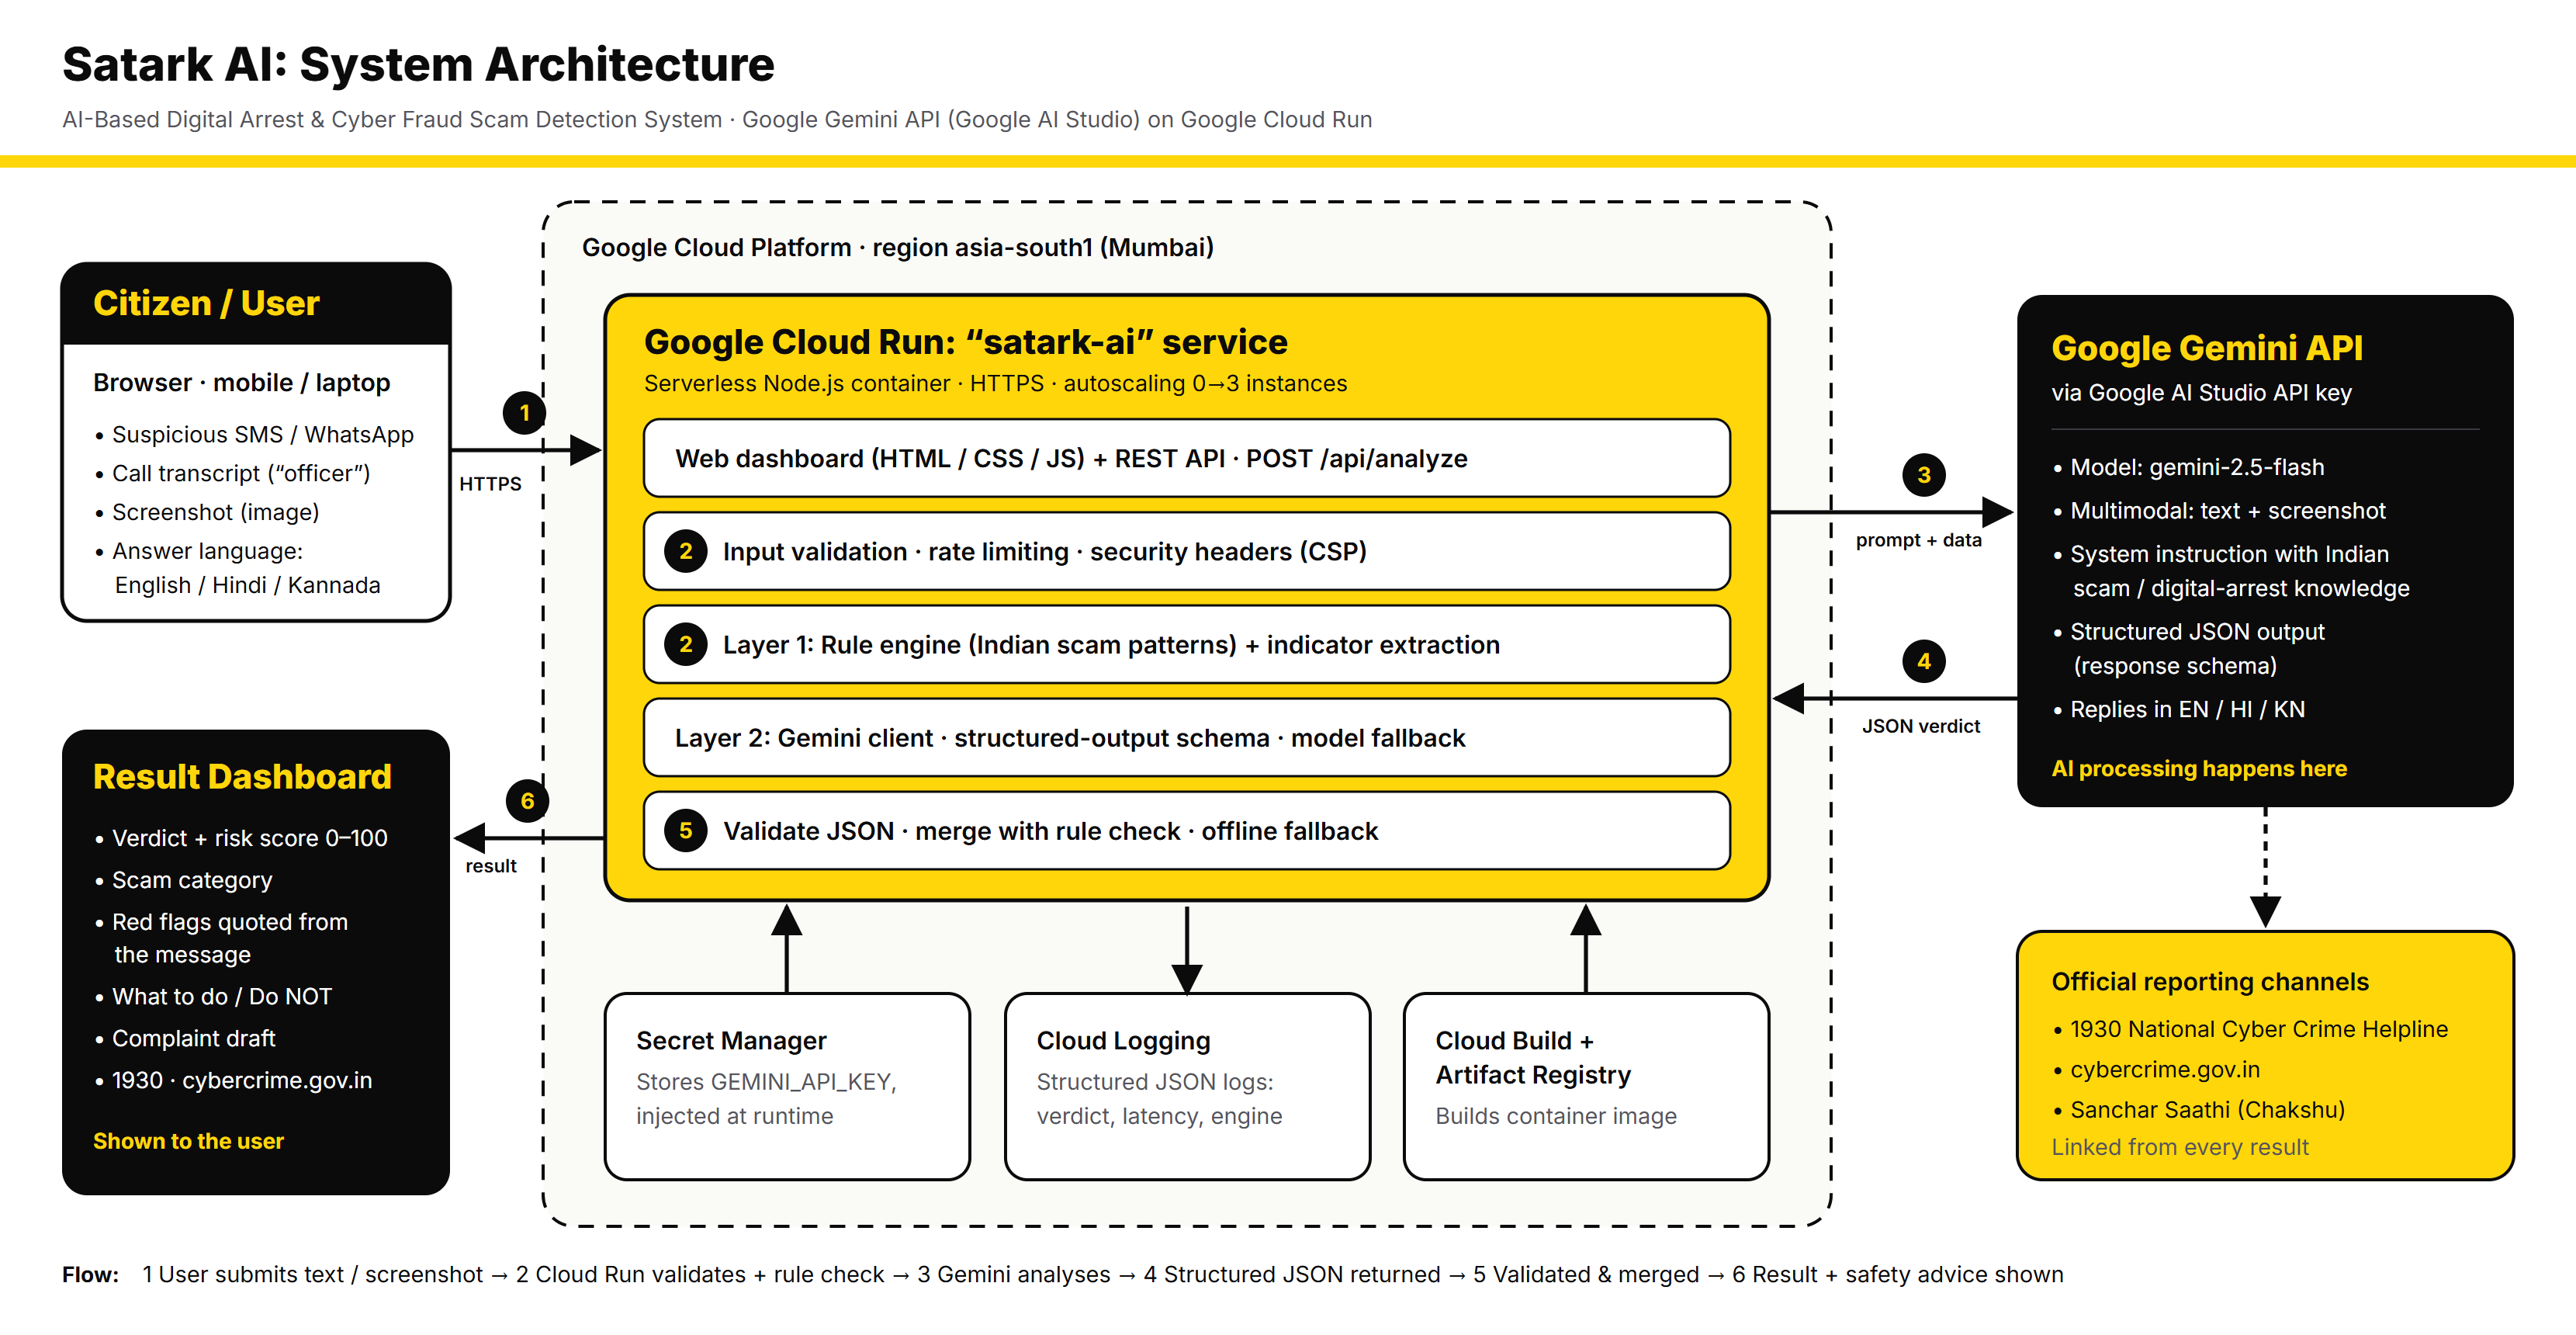 Satark AI: System Architecture
AI-Based Digital Arrest & Cyber Fraud Scam Detection System · Google Gemini API (Google AI Studio) on Google Cloud Run
Citizen / User
Browser · mobile / laptop
• Suspicious SMS / WhatsApp
• Call transcript (“officer”)
• Screenshot (image)
• Answer language:
English / Hindi / Kannada
1
HTTPS
Google Cloud Platform · region asia-south1 (Mumbai)
Google Cloud Run: “satark-ai” service
Serverless Node.js container · HTTPS · autoscaling 0→3 instances
Web dashboard (HTML / CSS / JS) + REST API · POST /api/analyze
2 Input validation · rate limiting · security headers (CSP)
2 Layer 1: Rule engine (Indian scam patterns) + indicator extraction
Layer 2: Gemini client · structured-output schema · model fallback
5 Validate JSON · merge with rule check · offline fallback
3
prompt + data
4
JSON verdict
Google Gemini API
via Google AI Studio API key
• Model: gemini-2.5-flash
• Multimodal: text + screenshot
• System instruction with Indian
scam / digital-arrest knowledge
• Structured JSON output
(response schema)
• Replies in EN / HI / KN
AI processing happens here
6
result
Result Dashboard
• Verdict + risk score 0–100
• Scam category
• Red flags quoted from
the message
• What to do / Do NOT
• Complaint draft
• 1930 · cybercrime.gov.in
Shown to the user
Secret Manager
Stores GEMINI_API_KEY,
injected at runtime
Cloud Logging
Structured JSON logs:
verdict, latency, engine
Cloud Build +
Artifact Registry
Builds container image
Official reporting channels
• 1930 National Cyber Crime Helpline
• cybercrime.gov.in
• Sanchar Saathi (Chakshu)
Linked from every result
Flow: 1 User submits text / screenshot → 2 Cloud Run validates + rule check → 3 Gemini analyses → 4 Structured JSON returned → 5 Validated & merged → 6 Result + safety advice shown